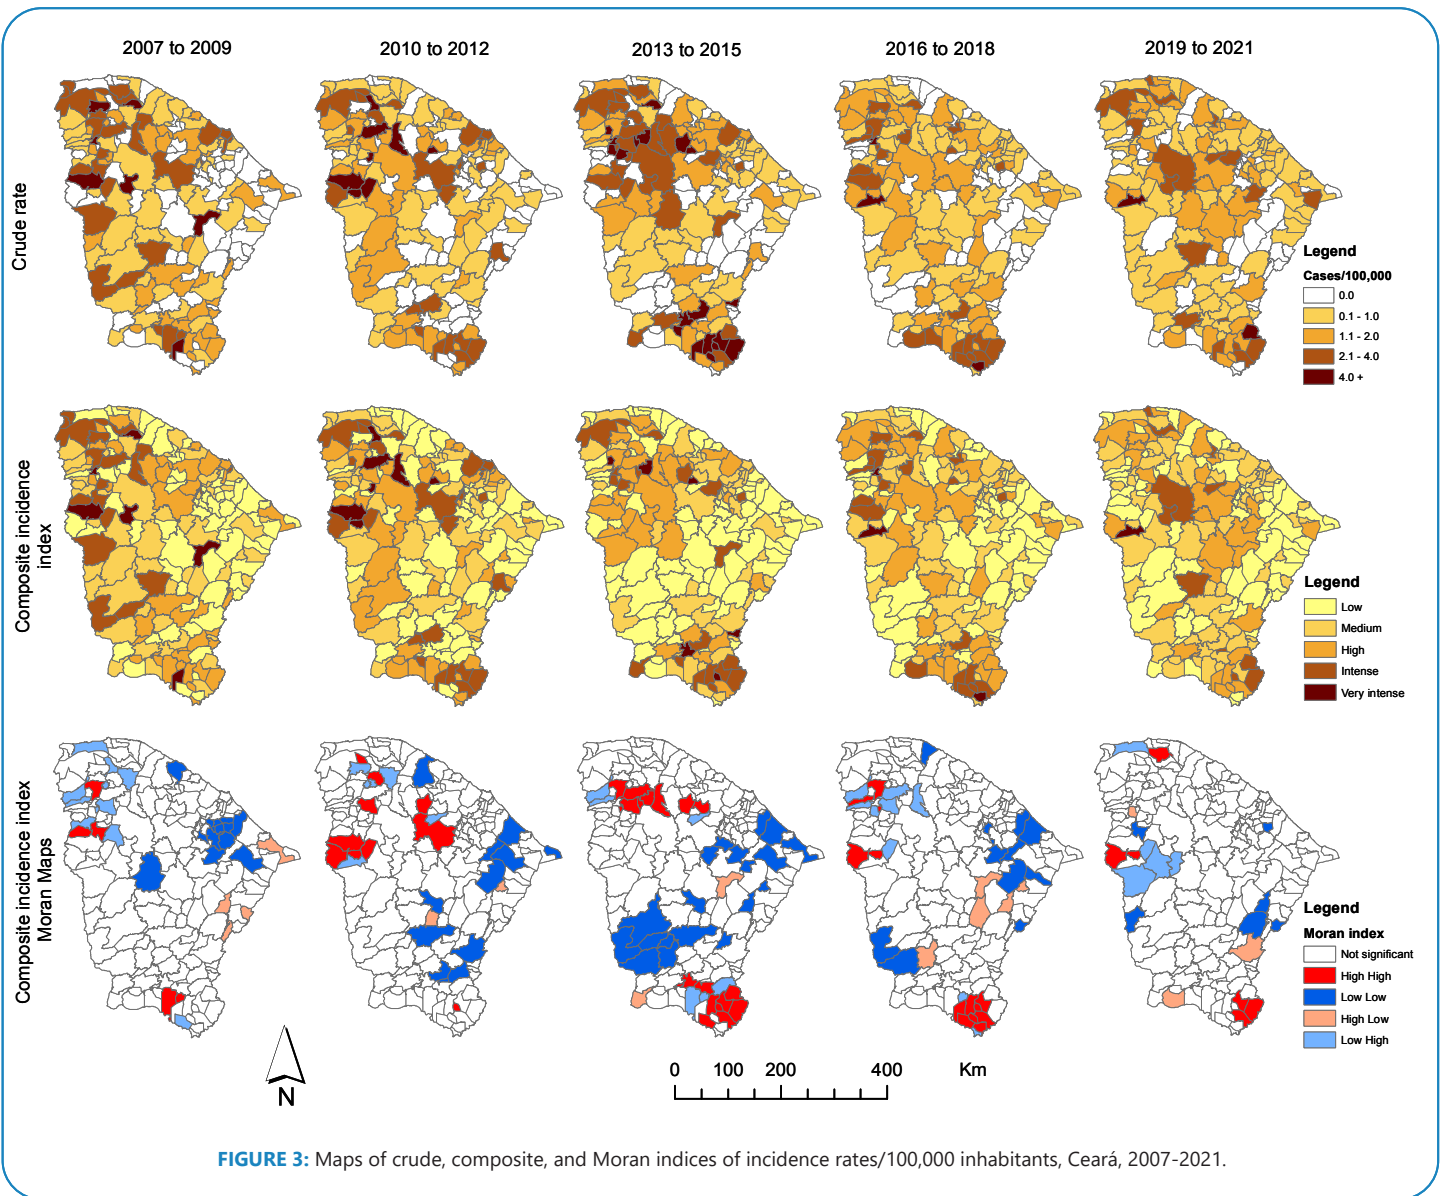 2007 to 2009
2010 to 2012
2013 to 2015
2016 to 2018
2019 to 2021
Crude rate
Legend
Cases/100,000
0.0
0.1 - 1.0
1.1 - 2.0
2.1 - 4.0
4.0 +
Composite incidence
index
Legend
Low
Medium
High
Intense
Very intense
Composite incidence index
Moran Maps
Legend
Moran index
Not significant
High High
Low Low
High Low
Low High
N
0 100 200 400 Km
FIGURE 3: Maps of crude, composite, and Moran indices of incidence rates/100,000 inhabitants, Ceará, 2007-2021.